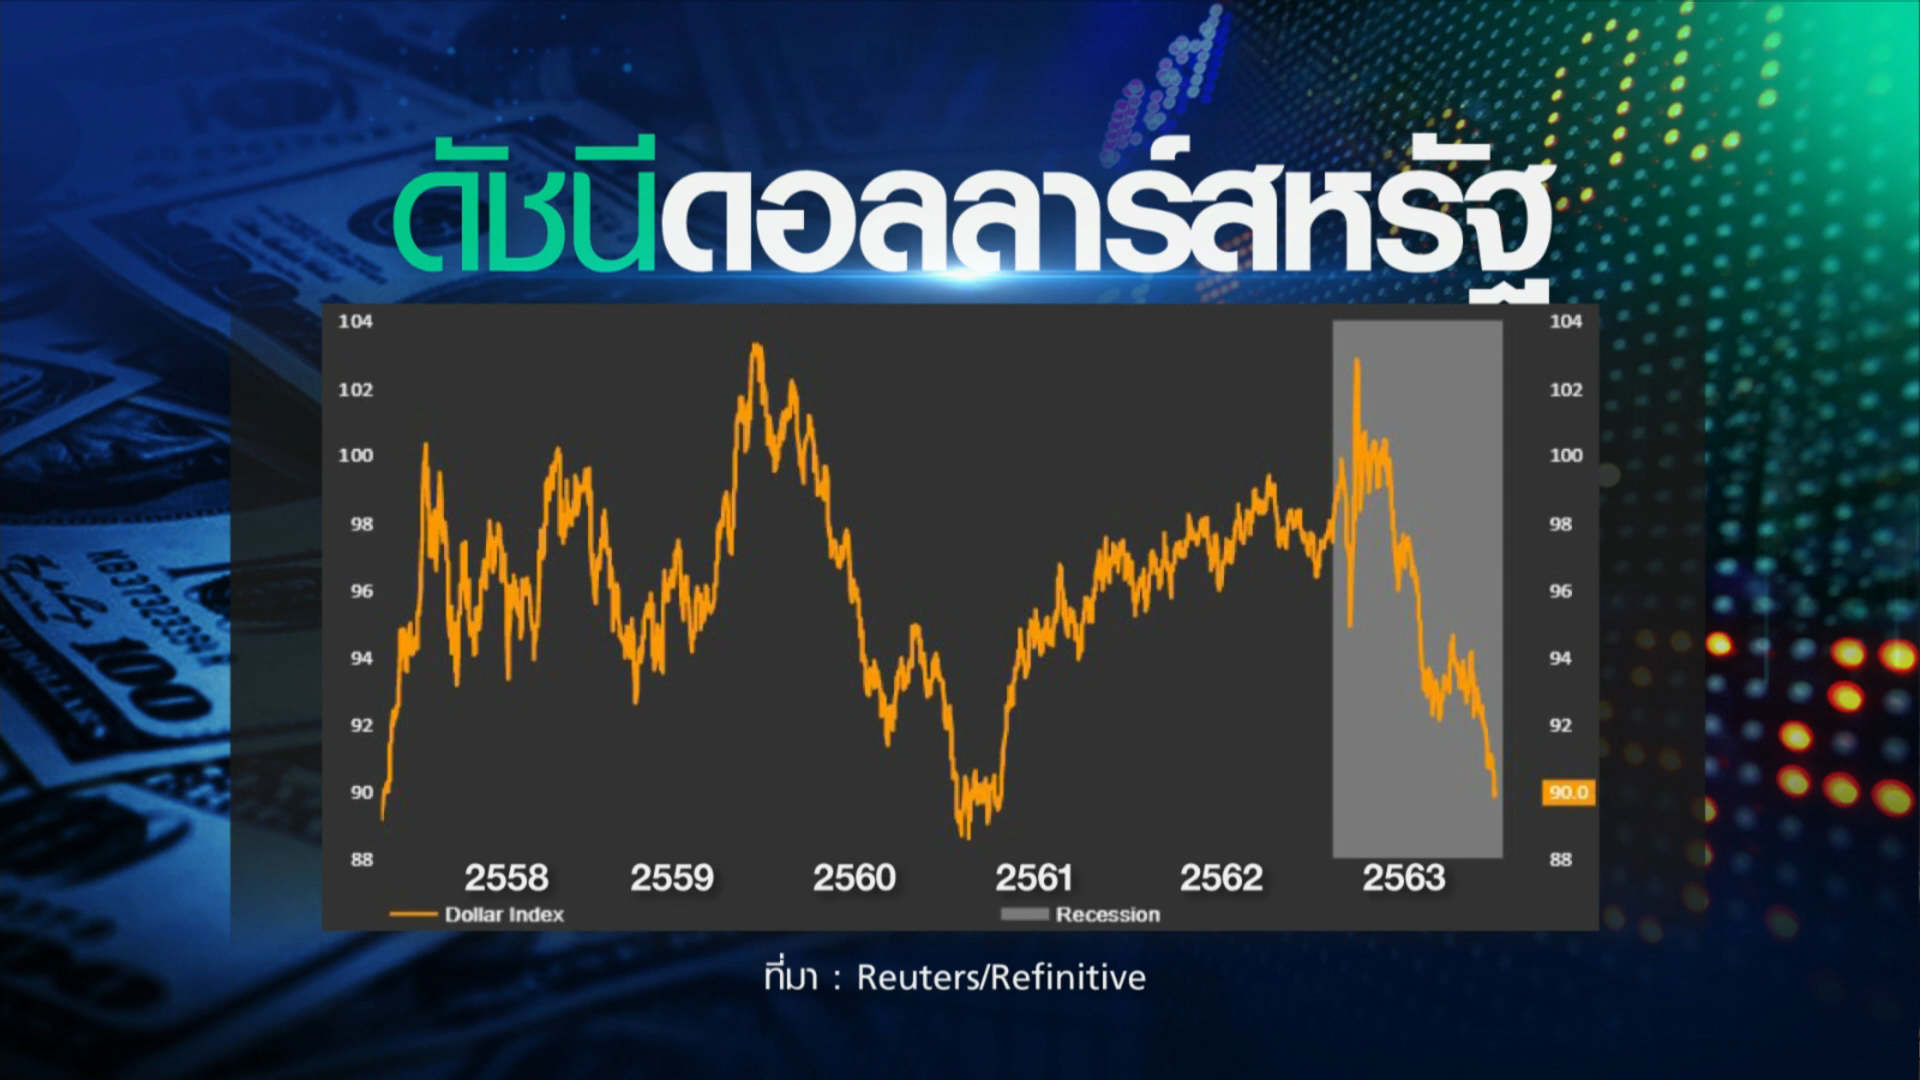 ดัชนีดอลลาร์สหรัฐ
104 104
102 102
100 100
98 98
96 96
94 94
92 92
90 90.0
88 88
2558 2559 2560 2561 2562 2563
Dollar Index Recession
ที่มา : Reuters/Refinitive
100